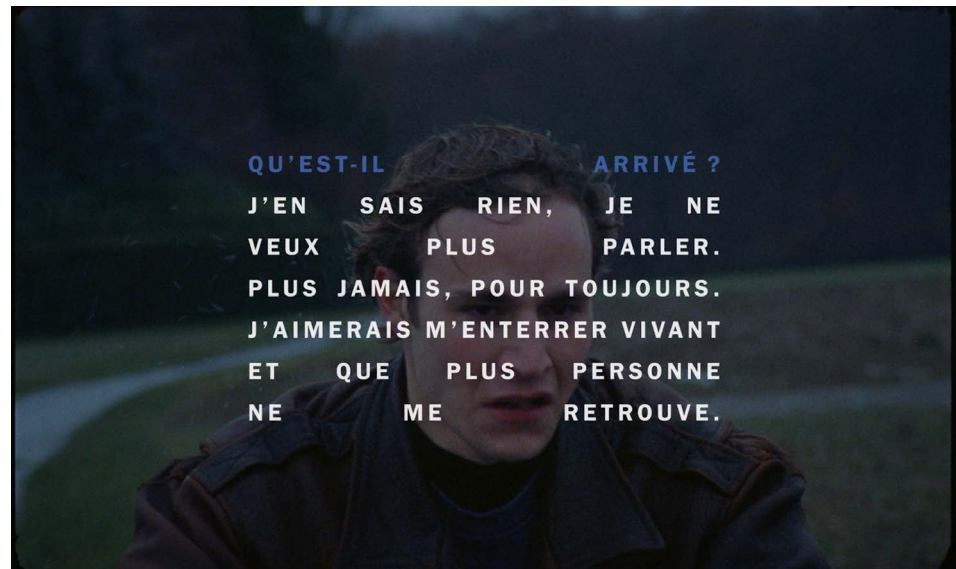 QU’EST-IL ARRIVÉ ?
J’EN SAIS RIEN, JE NE
VEUX PLUS PARLER.
PLUS JAMAIS, POUR TOUJOURS.
J’AIMERAIS M’ENTERRER VIVANT
ET QUE PLUS PERSONNE
NE ME RETROUVE.